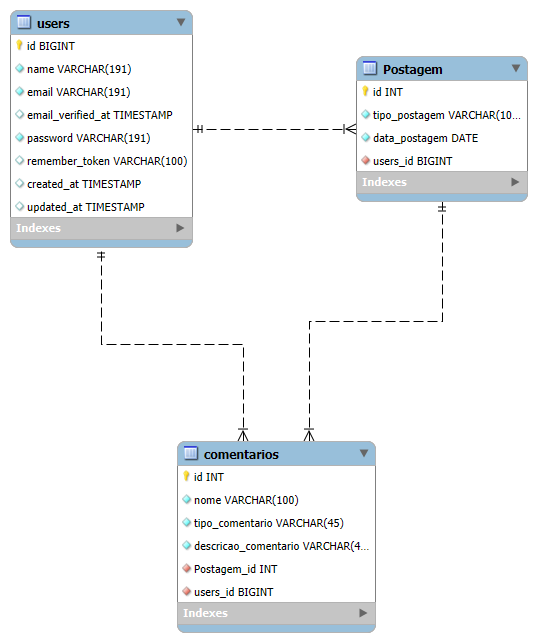 users
id BIGINT
name VARCHAR(191)
email VARCHAR(191)
email_verified_at TIMESTAMP
password VARCHAR(191)
remember_token VARCHAR(100)
created_at TIMESTAMP
updated_at TIMESTAMP
Indexes
Postagem
id INT
tipo_postagem VARCHAR(10...
data_postagem DATE
users_id BIGINT
Indexes
comentarios
id INT
nome VARCHAR(100)
tipo_comentario VARCHAR(45)
descricao_comentario VARCHAR(4...
Postagem_id INT
users_id BIGINT
Indexes